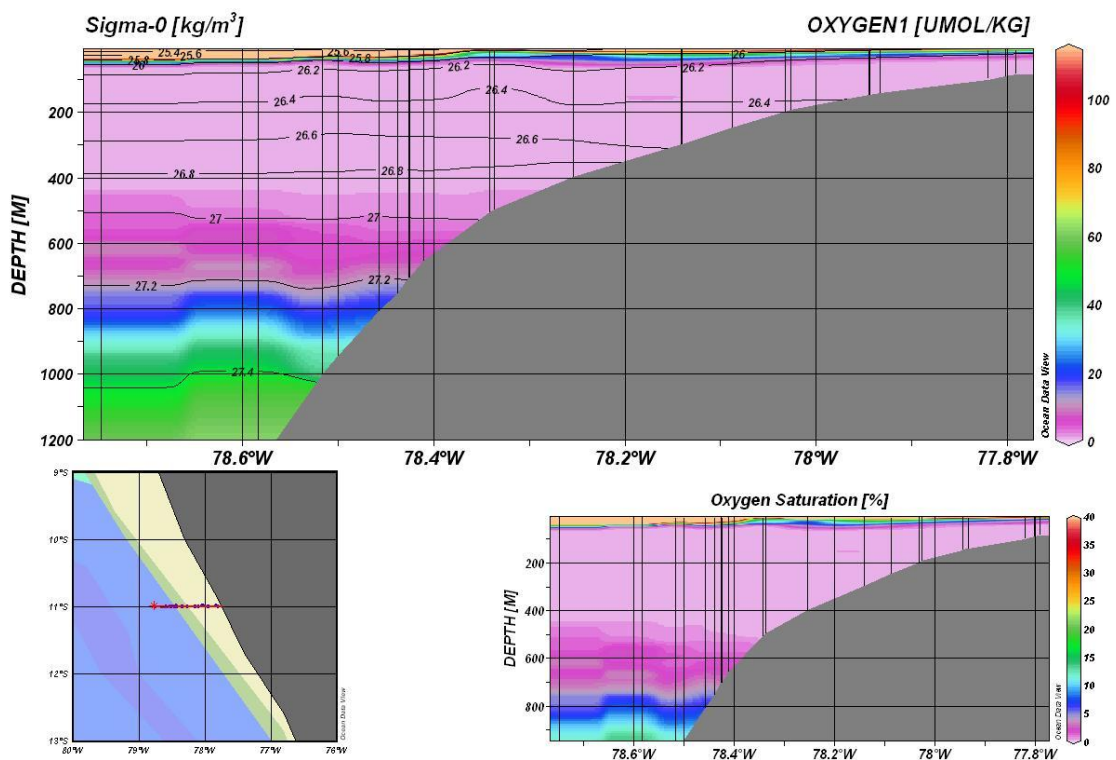 Sigma-0 [kg/m³] OXYGEN1 [UMOL/KG]
25.4 25.6 25.6 26
25.8 25.8
26 26.2 26.2
26.4 26.4 26.4
26.6 26.6
26.8 26.8
27 27
27.2 27.2
27.4
DEPTH [M]
200
400
600
800
1000
1200
78.6°W 78.4°W 78.2°W 78°W 77.8°W
100
80
60
40
20
0
Ocean Data View
9°S
10°S
11°S
12°S
13°S
80°W 79°W 78°W 77°W 76°W
Ocean Data View
Oxygen Saturation [%]
DEPTH [M]
200
400
600
800
78.6°W 78.4°W 78.2°W 78°W 77.8°W
40
35
30
25
20
15
10
5
0
Ocean Data View